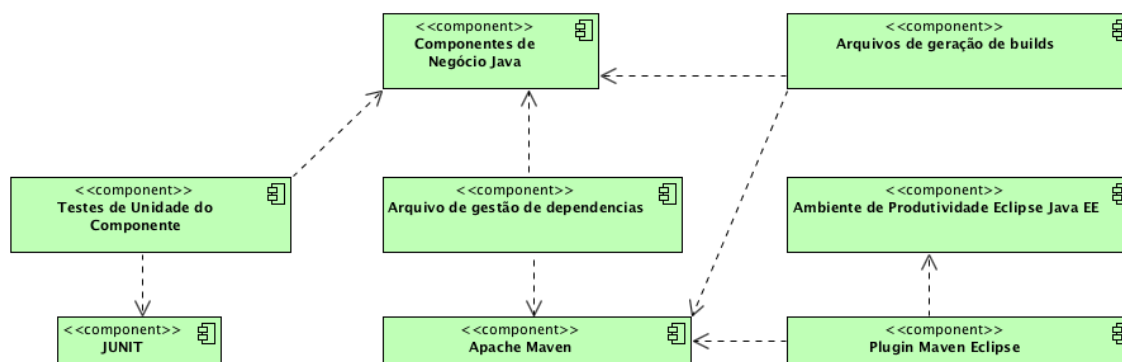 <<component>>
Componentes de
Negócio Java
<<component>>
Arquivos de geração de builds
<<component>>
Testes de Unidade do
Componente
<<component>>
Arquivo de gestão de dependencias
<<component>>
Ambiente de Produtividade Eclipse Java EE
<<component>>
JUNIT
<<component>>
Apache Maven
<<component>>
Plugin Maven Eclipse